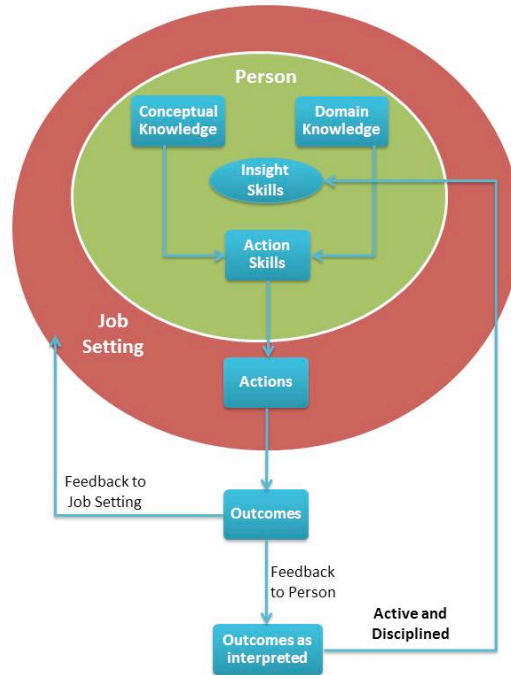 Person
Conceptual
Knowledge
Domain
Knowledge
Insight
Skills
Action
Skills
Job
Setting
Actions
Feedback to
Job Setting
Outcomes
Feedback
to Person
Active and
Disciplined
Outcomes as
interpreted